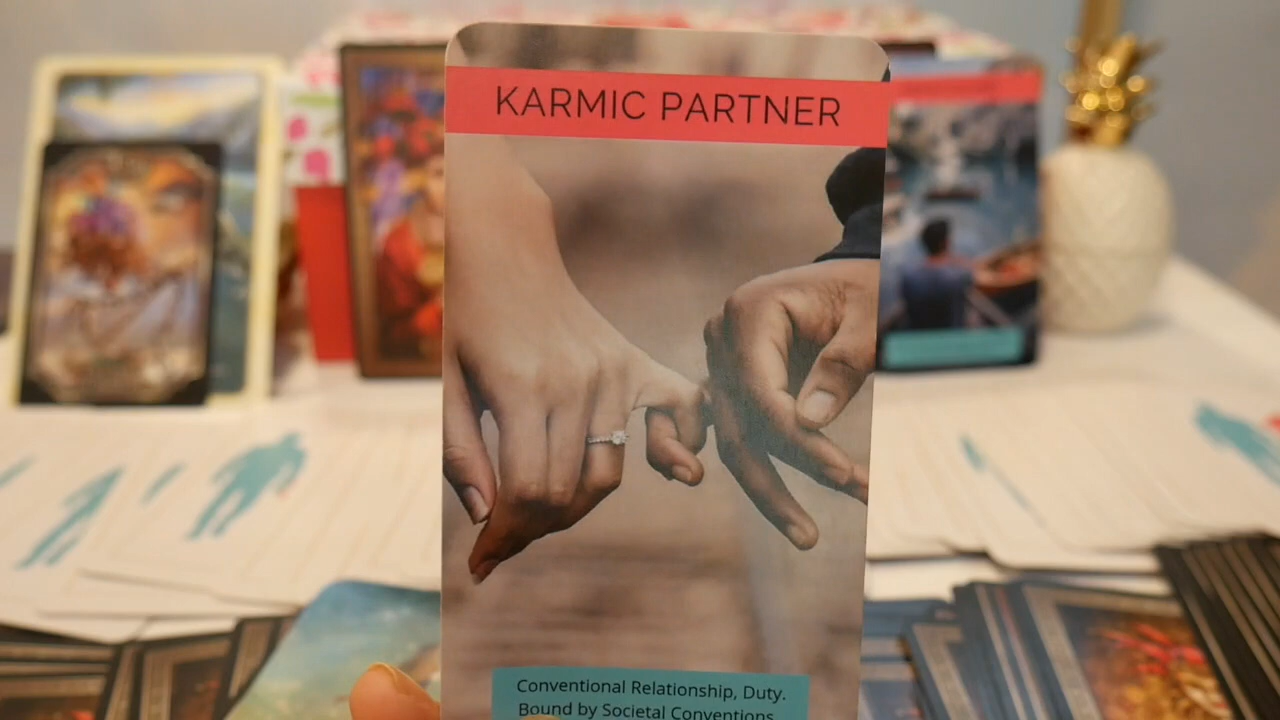 KARMIC PARTNER
Conventional Relationship, Duty.
Bound by Societal Conventions